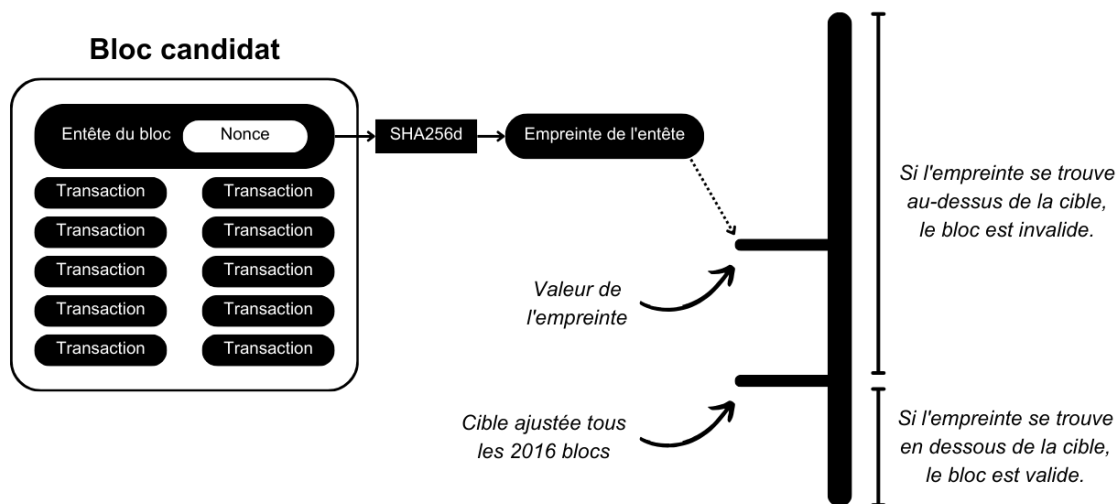 Bloc candidat
Entête du bloc
Nonce
SHA256d
Empreinte de l'entête
Transaction
Transaction
Transaction
Transaction
Transaction
Transaction
Transaction
Transaction
Transaction
Transaction
Valeur de
l'empreinte
Cible ajustée tous
les 2016 blocs
Si l'empreinte se trouve
au-dessus de la cible,
le bloc est invalide.
Si l'empreinte se trouve
en dessous de la cible,
le bloc est valide.